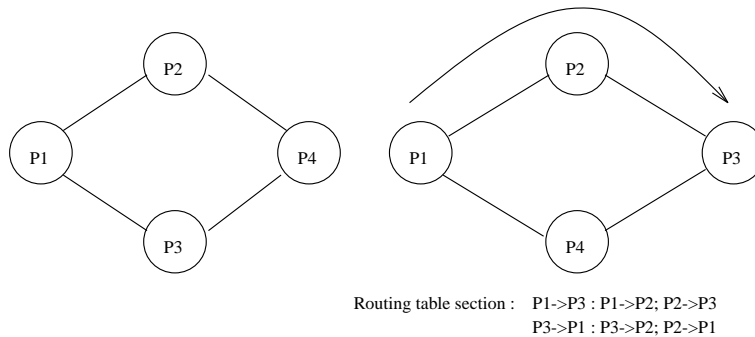 P2
P1
P4
P3
P2
P1
P3
P4
Routing table section : P1->P3 : P1->P2; P2->P3
P3->P1 : P3->P2; P2->P1